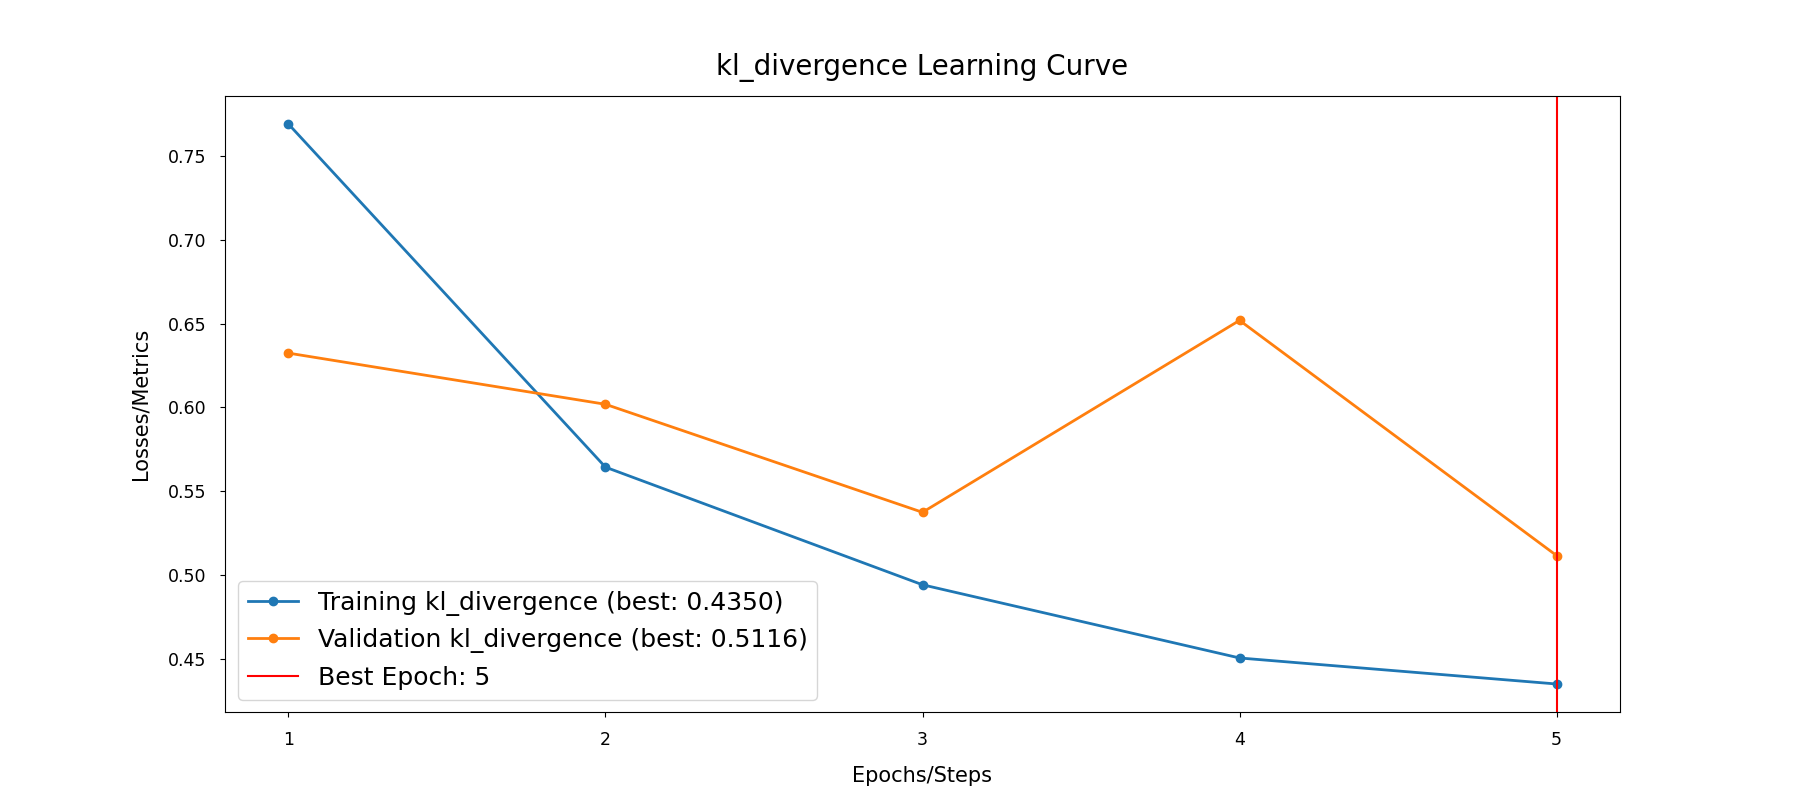 kl_divergence Learning Curve
Losses/Metrics
0.75
0.70
0.65
0.60
0.55
0.50
0.45
Training kl_divergence (best: 0.4350)
Validation kl_divergence (best: 0.5116)
Best Epoch: 5
1 2 3 4 5
Epochs/Steps